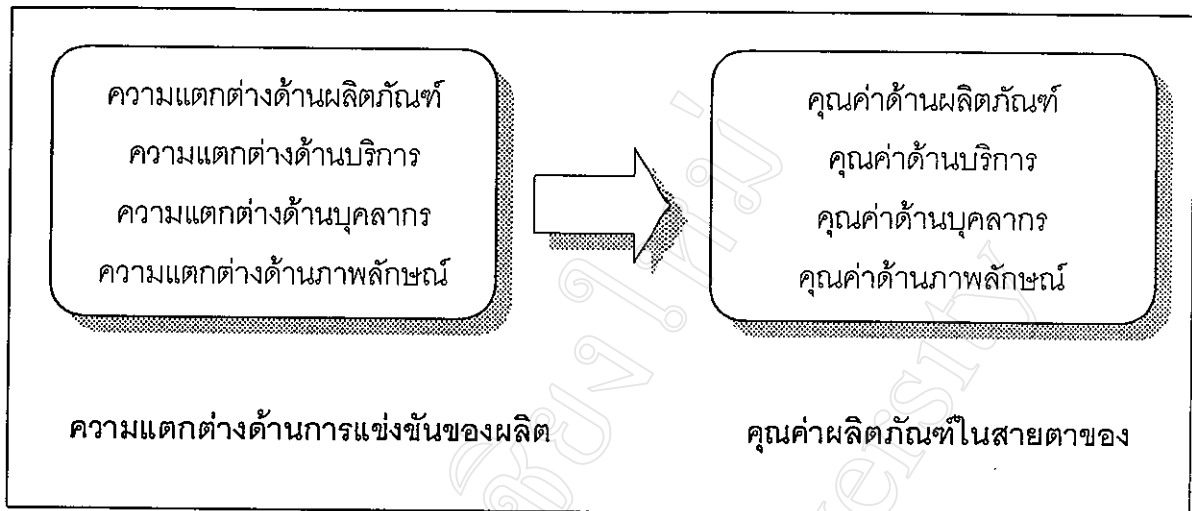 ความแตกต่างด้านผลิตภัณฑ์
ความแตกต่างด้านบริการ
ความแตกต่างด้านบุคลากร
ความแตกต่างด้านภาพลักษณ์
คุณค่าด้านผลิตภัณฑ์
คุณค่าด้านบริการ
คุณค่าด้านบุคลากร
คุณค่าด้านภาพลักษณ์
ความแตกต่างด้านการแข่งขันของผลิต
คุณค่าผลิตภัณฑ์ในสายตาของ